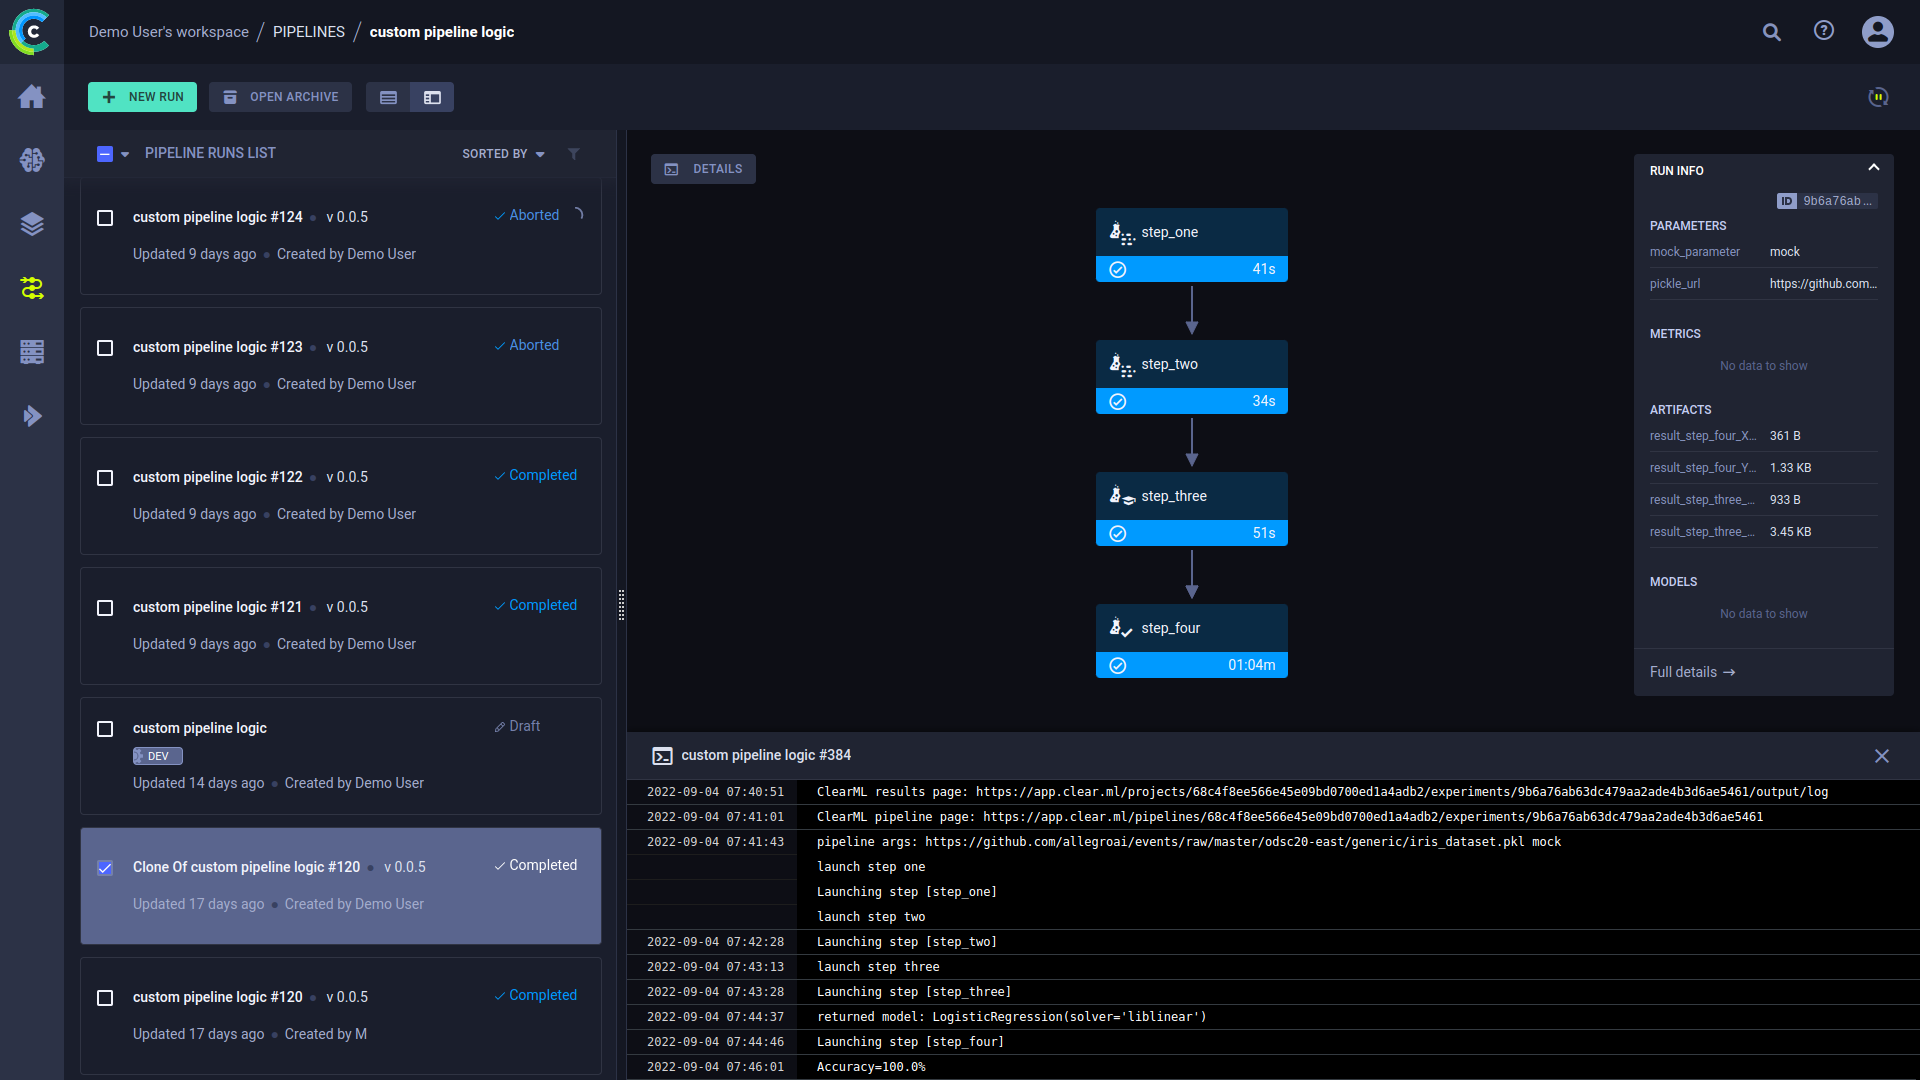 Demo User's workspace / PIPELINES / custom pipeline logic
NEW RUN
OPEN ARCHIVE
PIPELINE RUNS LIST
SORTED BY
custom pipeline logic #124 v 0.0.5 Aborted
Updated 9 days ago Created by Demo User
custom pipeline logic #123 v 0.0.5 Aborted
Updated 9 days ago Created by Demo User
custom pipeline logic #122 v 0.0.5 Completed
Updated 9 days ago Created by Demo User
custom pipeline logic #121 v 0.0.5 Completed
Updated 9 days ago Created by Demo User
custom pipeline logic Draft
DEV
Updated 14 days ago Created by Demo User
Clone Of custom pipeline logic #120 v 0.0.5 Completed
Updated 17 days ago Created by Demo User
custom pipeline logic #120 v 0.0.5 Completed
Updated 17 days ago Created by M
DETAILS
step_one
41s
step_two
34s
step_three
51s
step_four
01:04m
RUN INFO
ID 9b6a76ab...
PARAMETERS
mock_parameter mock
pickle_url https://github.com...
METRICS
No data to show
ARTIFACTS
result_step_four_X... 361 B
result_step_four_Y... 1.33 KB
result_step_three_... 933 B
result_step_three_... 3.45 KB
MODELS
No data to show
Full details →
custom pipeline logic #384
2022-09-04 07:40:51 ClearML results page: https://app.clear.ml/projects/68c4f8ee566e45e09bd0700ed1a4adb2/experiments/9b6a76ab63dc479aa2ade4b3d6ae5461/output/log
2022-09-04 07:41:01 ClearML pipeline page: https://app.clear.ml/pipelines/68c4f8ee566e45e09bd0700ed1a4adb2/experiments/9b6a76ab63dc479aa2ade4b3d6ae5461
2022-09-04 07:41:43 pipeline args: https://github.com/allegroai/events/raw/master/odsc20-east/generic/iris_dataset.pkl mock
launch step one
Launching step [step_one]
launch step two
2022-09-04 07:42:28 Launching step [step_two]
2022-09-04 07:43:13 launch step three
2022-09-04 07:43:28 Launching step [step_three]
2022-09-04 07:44:37 returned model: LogisticRegression(solver='liblinear')
2022-09-04 07:44:46 Launching step [step_four]
2022-09-04 07:46:01 Accuracy=100.0%